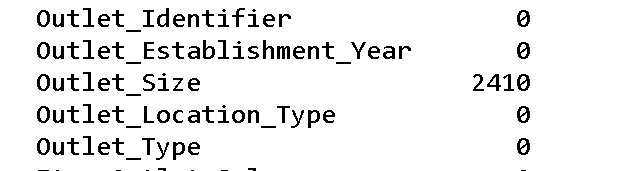 Outlet_Identifier 0
Outlet_Establishment_Year 0
Outlet_Size 2410
Outlet_Location_Type 0
Outlet_Type 0